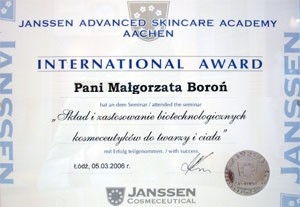 JANSSEN ADVANCED SKINCARE ACADEMY
AACHEN
INTERNATIONAL AWARD
Pani Małgorzata Boroń
hat an dem Seminar / attended the seminar
„Skład i zastosowanie biotechnologicznych
kosmeceutyków do twarzy i ciała"
mit Erfolg teilgenommen. / with success.
Łódź, 05.03.2006 r.
JANSSEN
COSMECEUTICAL
JANSSEN
JANSSEN